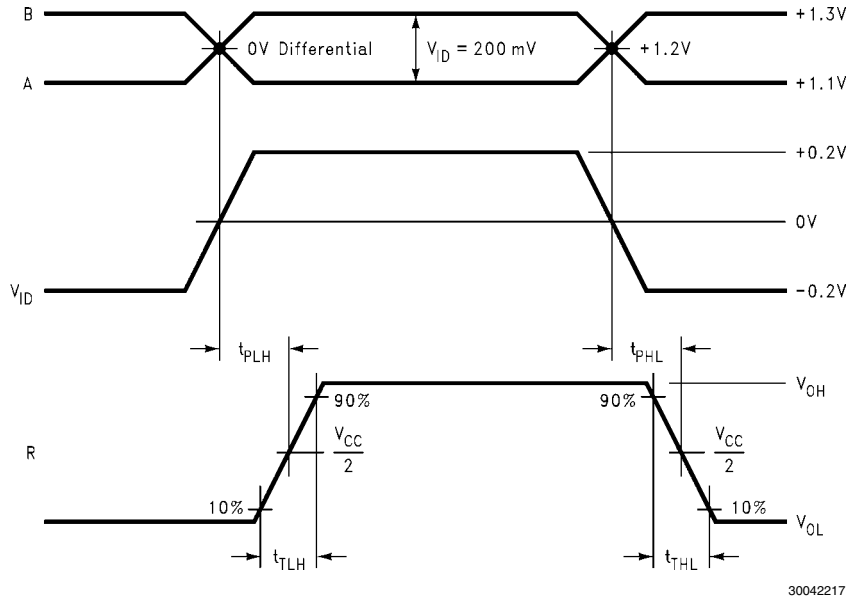 B
0V Differential
V_ID = 200 mV
+1.3V
+1.2V
A
+1.1V
+0.2V
0V
V_ID
−0.2V
t_PLH
t_PHL
90%
90%
V_OH
R
V_CC
2
V_CC
2
10%
10%
V_OL
t_TLH
t_THL
30042217